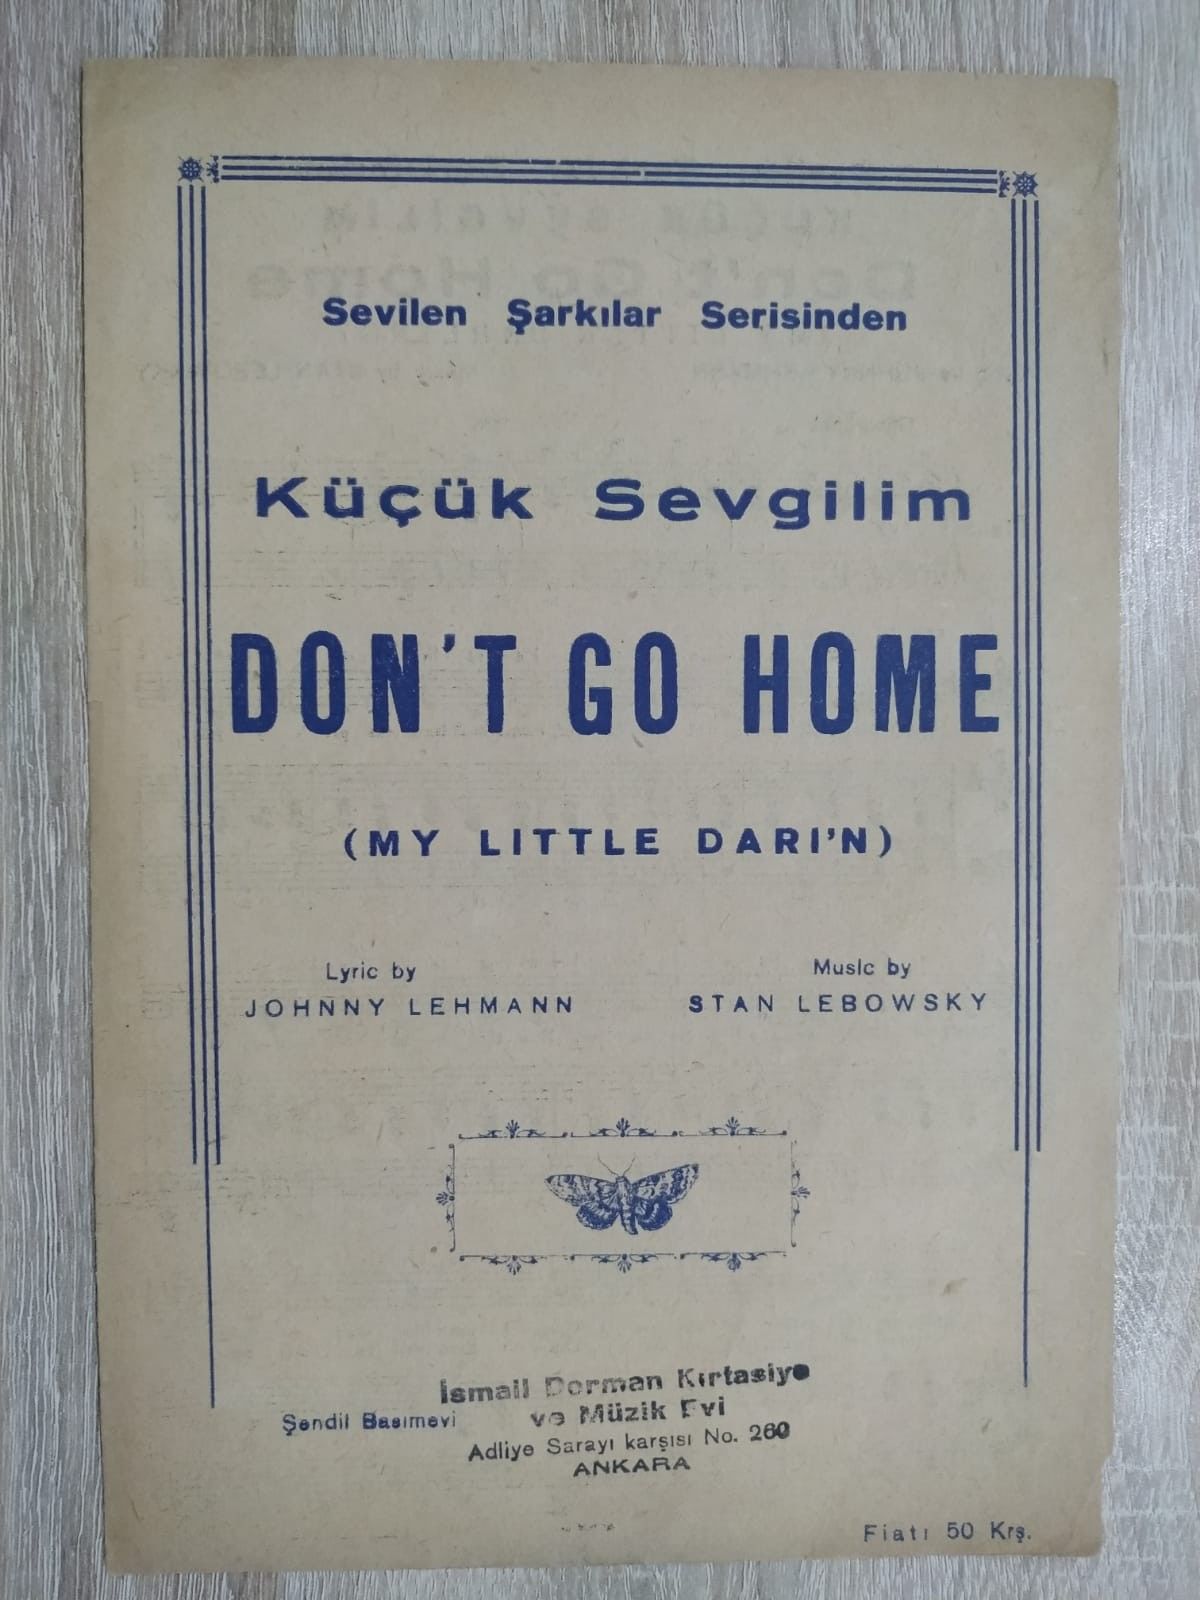 Sevilen Şarkılar Serisinden
Küçük Sevgilim
DON'T GO HOME
(MY LITTLE DARI'N)
Lyric by
JOHNNY LEHMANN
Music by
STAN LEBOWSKY
İsmail Dorman Kırtasiye
ve Müzik Evi
Adliye Sarayı karşısı No. 260
ANKARA
Şendil Basımevi
Fiatı 50 Krş.